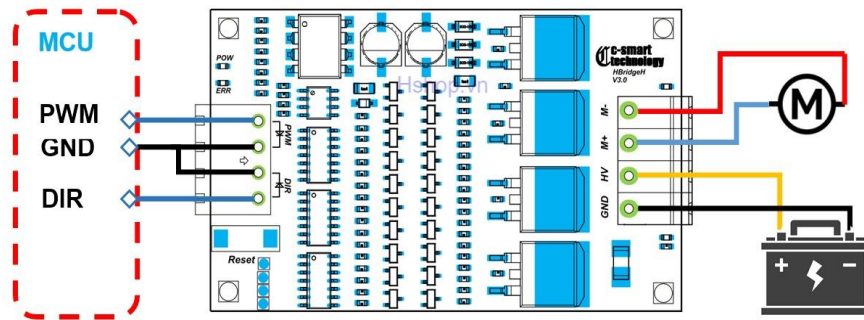 MCU
PWM
GND
DIR
POW
ERR
PWM
DIR
Reset
Hshop.vn
c-smart
technology
HBridgeH
V3.0
M-
M+
HV
GND
M
+
−